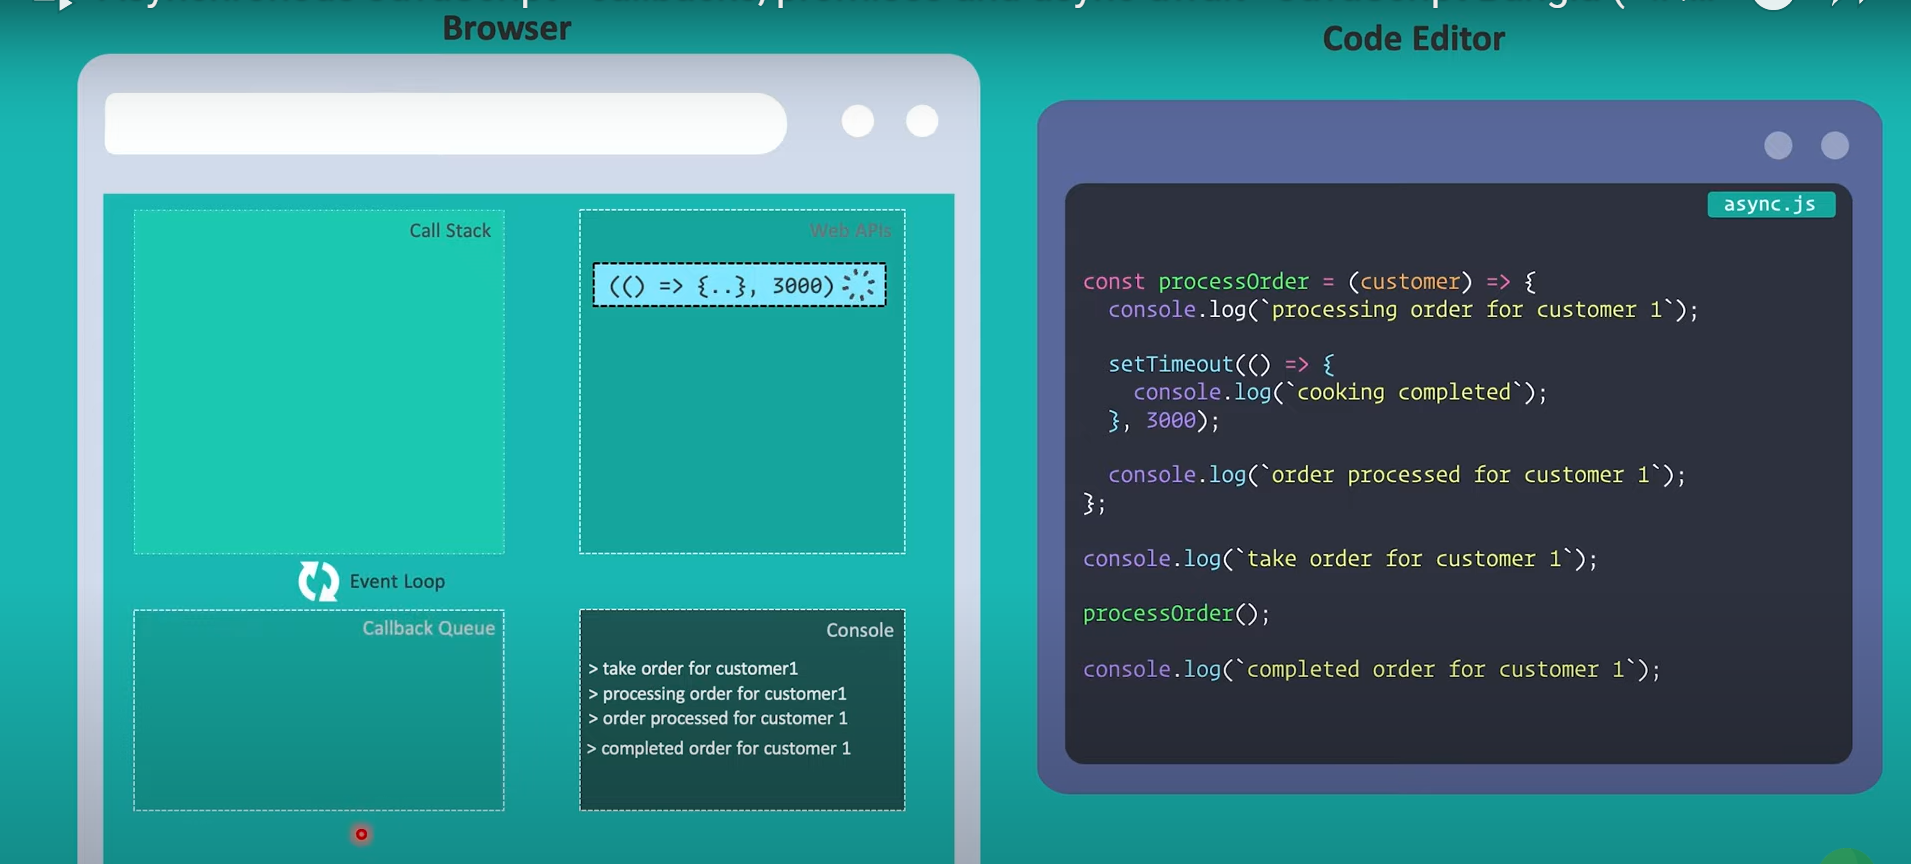 Browser
Code Editor
async.js
Call Stack
Web APIs
(() => {..}, 3000)
Event Loop
Callback Queue
Console
> take order for customer1
> processing order for customer1
> order processed for customer 1
> completed order for customer 1
const processOrder = (customer) => {
console.log(`processing order for customer 1`);
setTimeout(() => {
console.log(`cooking completed`);
}, 3000);
console.log(`order processed for customer 1`);
};
console.log(`take order for customer 1`);
processOrder();
console.log(`completed order for customer 1`);